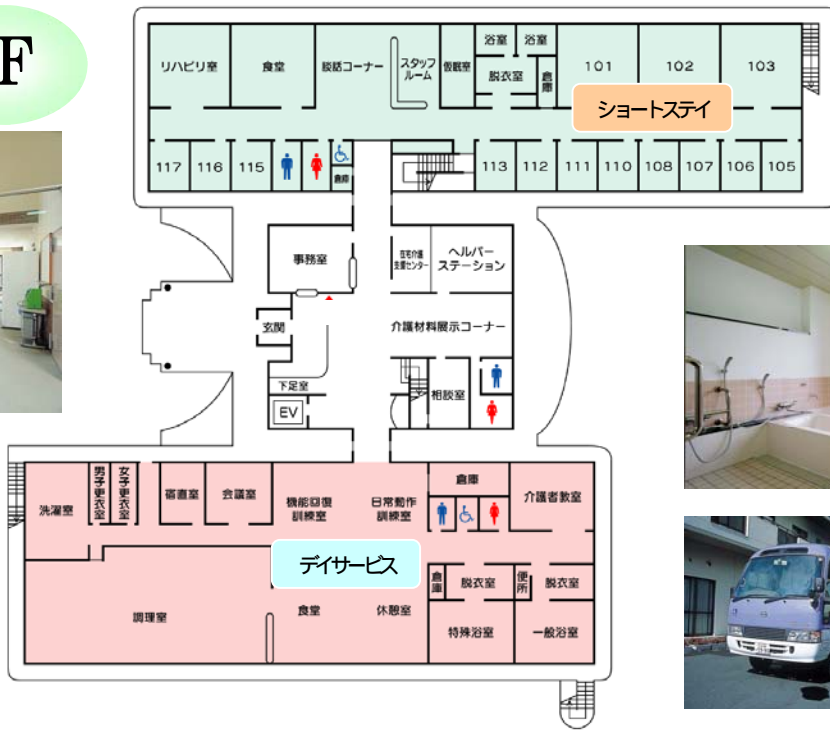 F
リハビリ室
食堂
談話コーナー
スタッフ
ルーム
仮眠室
浴室
浴室
脱衣室
倉庫
101
102
103
ショートステイ
117
116
115
倉庫
113
112
111
110
108
107
106
105
事務室
在宅介護
支援センター
ヘルパー
ステーション
玄関
介護材料展示コーナー
下足室
EV
相談室
洗濯室
男子更衣室
女子更衣室
宿直室
会議室
機能回復
訓練室
日常動作
訓練室
倉庫
介護者教室
デイサービス
倉庫
脱衣室
便所
脱衣室
調理室
食堂
休憩室
特殊浴室
一般浴室